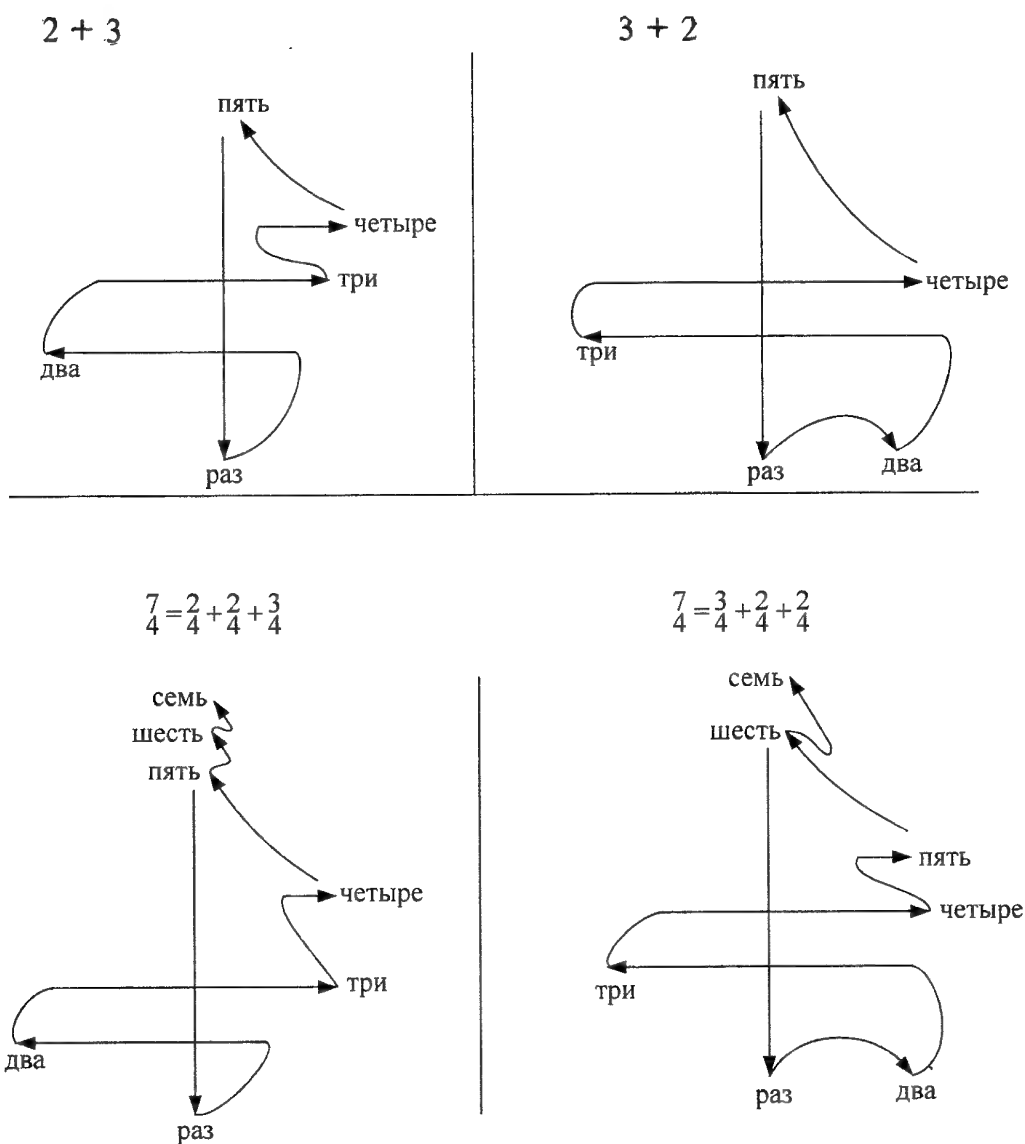 2 + 3
пять
четыре
три
два
раз
3 + 2
пять
четыре
три
раз
два
7/4 = 2/4 + 2/4 + 3/4
семь
шесть
пять
четыре
три
два
раз
7/4 = 3/4 + 2/4 + 2/4
семь
шесть
пять
четыре
три
раз
два